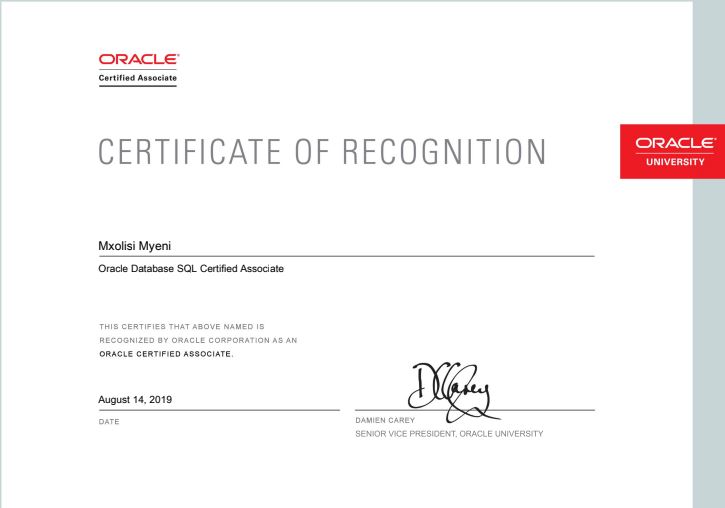 ORACLE®
Certified Associate
CERTIFICATE OF RECOGNITION
ORACLE®
UNIVERSITY
Mxolisi Myeni
Oracle Database SQL Certified Associate
THIS CERTIFIES THAT ABOVE NAMED IS
RECOGNIZED BY ORACLE CORPORATION AS AN
ORACLE CERTIFIED ASSOCIATE.
DCarey
August 14, 2019
DATE
DAMIEN CAREY
SENIOR VICE PRESIDENT, ORACLE UNIVERSITY